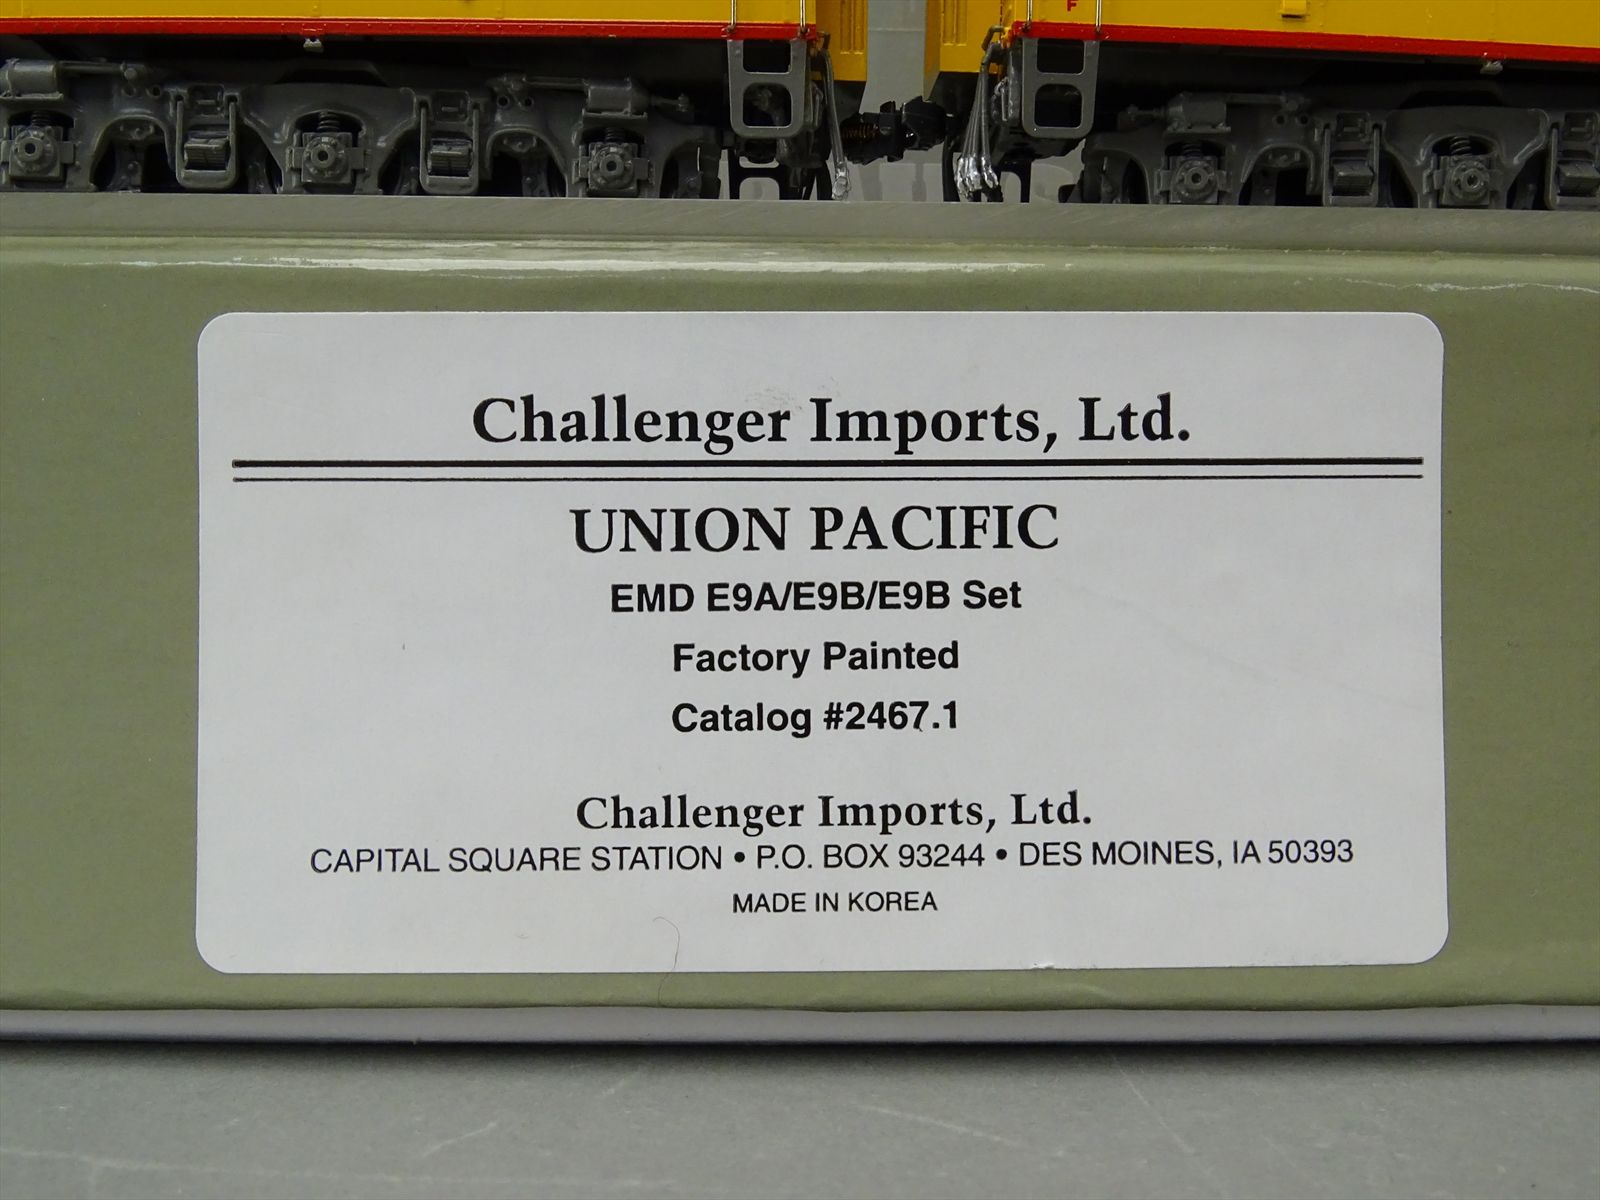 F
Challenger Imports, Ltd.
UNION PACIFIC
EMD E9A/E9B/E9B Set
Factory Painted
Catalog #2467.1
Challenger Imports, Ltd.
CAPITAL SQUARE STATION • P.O. BOX 93244 • DES MOINES, IA 50393
MADE IN KOREA